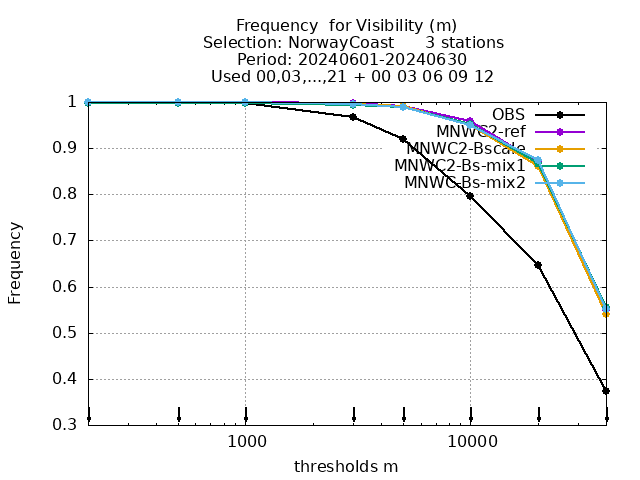 Frequency  for Visibility (m)
Selection: NorwayCoast      3 stations
Period: 20240601-20240630
Used 00,03,...,21 + 00 03 06 09 12
1
0.9
0.8
0.7
0.6
0.5
0.4
0.3
Frequency
OBS
MNWC2-ref
MNWC2-Bscale
MNWC2-Bs-mix1
MNWC-Bs-mix2
1000
10000
thresholds m